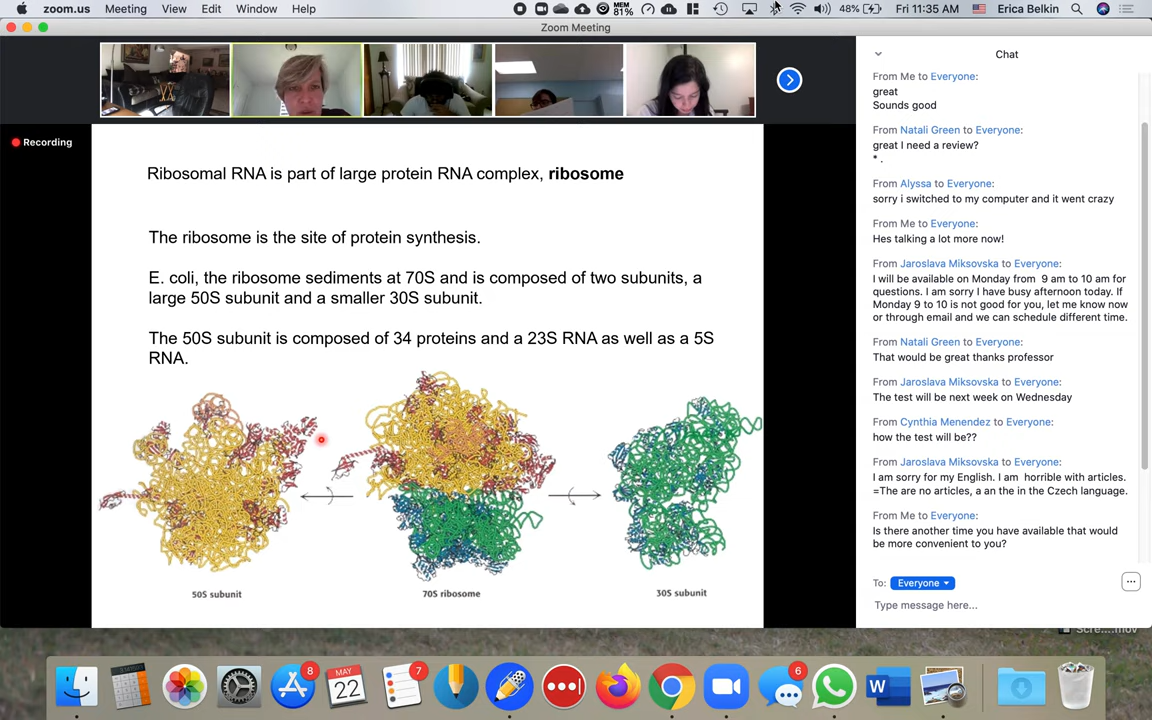 zoom.us Meeting View Edit Window Help MEM 81% 48% Fri 11:35 AM Erica Belkin
Zoom Meeting
Recording
Ribosomal RNA is part of large protein RNA complex, ribosome
The ribosome is the site of protein synthesis.
E. coli, the ribosome sediments at 70S and is composed of two subunits, a
large 50S subunit and a smaller 30S subunit.
The 50S subunit is composed of 34 proteins and a 23S RNA as well as a 5S
RNA.
50S subunit
70S ribosome
30S subunit
Chat
From Me to Everyone:
great
Sounds good
From Natali Green to Everyone:
great I need a review?
* .
From Alyssa to Everyone:
sorry i switched to my computer and it went crazy
From Me to Everyone:
Hes talking a lot more now!
From Jaroslava Miksovska to Everyone:
I will be available on Monday from 9 am to 10 am for
questions. I am sorry I have busy afternoon today. If
Monday 9 to 10 is not good for you, let me know now
or through email and we can schedule different time.
From Natali Green to Everyone:
That would be great thanks professor
From Jaroslava Miksovska to Everyone:
The test will be next week on Wednesday
From Cynthia Menendez to Everyone:
how the test will be??
From Jaroslava Miksovska to Everyone:
I am sorry for my English. I am horrible with articles.
=The are no articles, a an the in the Czech language.
From Me to Everyone:
Is there another time you have available that would
be more convenient to you?
To: Everyone
Type message here...
Scre....mov
8
MAY
22
7
6
W